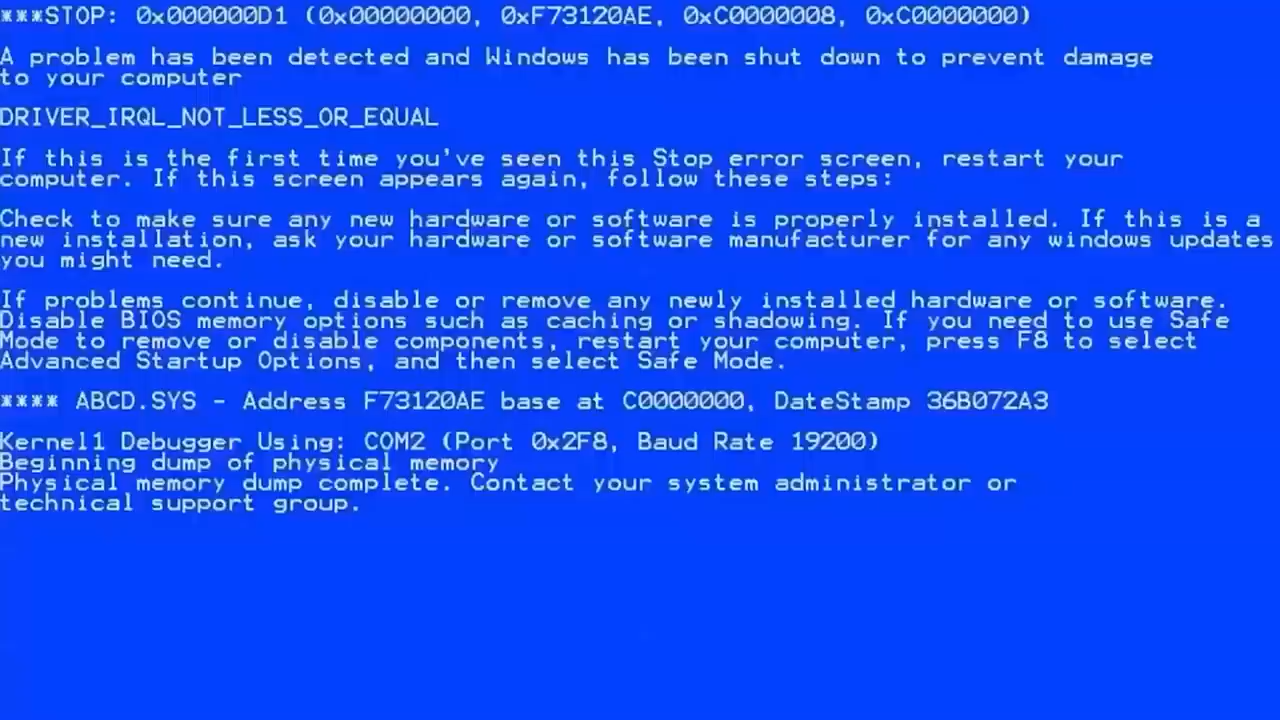 ***STOP: 0x000000D1 (0x00000000, 0xF73120AE, 0xC0000008, 0xC0000000)
A problem has been detected and Windows has been shut down to prevent damage
to your computer
DRIVER_IRQL_NOT_LESS_OR_EQUAL
If this is the first time you've seen this Stop error screen, restart your
computer. If this screen appears again, follow these steps:
Check to make sure any new hardware or software is properly installed. If this is a
new installation, ask your hardware or software manufacturer for any windows updates
you might need.
If problems continue, disable or remove any newly installed hardware or software.
Disable BIOS memory options such as caching or shadowing. If you need to use Safe
Mode to remove or disable components, restart your computer, press F8 to select
Advanced Startup Options, and then select Safe Mode.
**** ABCD.SYS - Address F73120AE base at C0000000, DateStamp 36B072A3
Kernel1 Debugger Using: COM2 (Port 0x2F8, Baud Rate 19200)
Beginning dump of physical memory
Physical memory dump complete. Contact your system administrator or
technical support group.